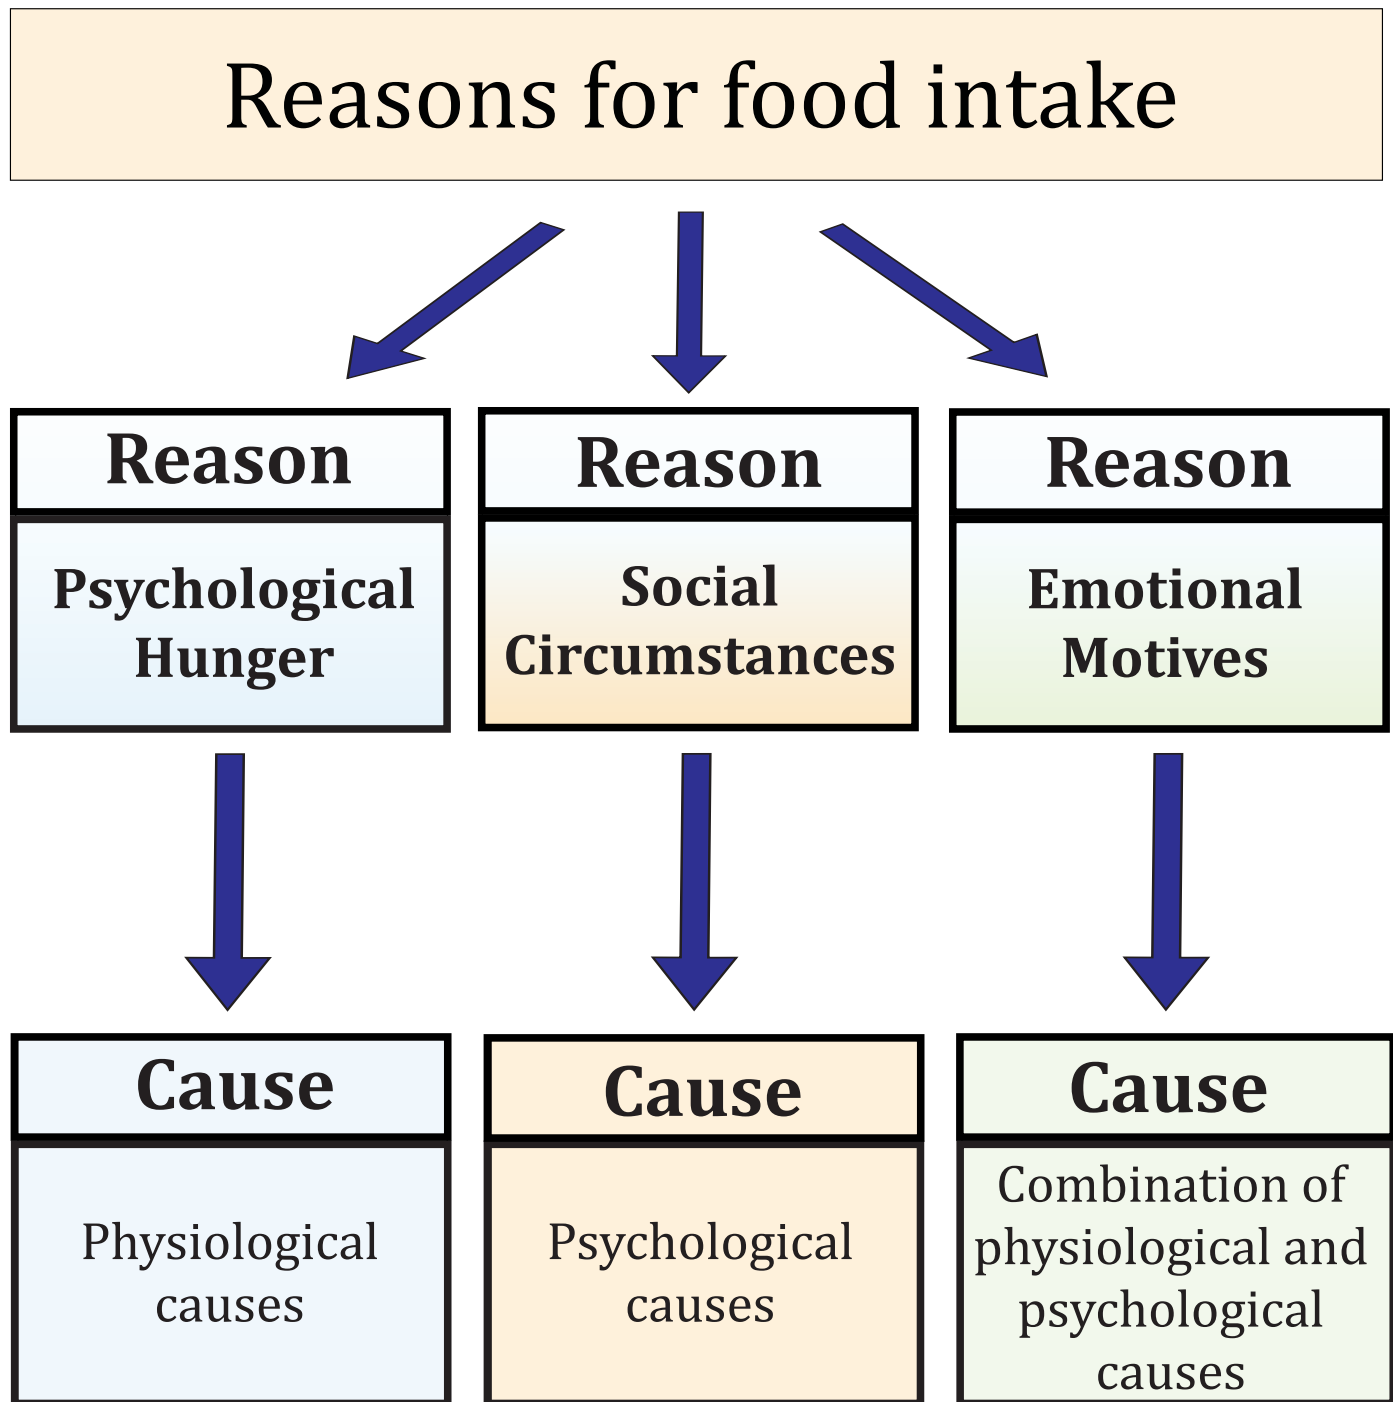 Reasons for food intake
Reason
Psychological
Hunger
Reason
Social
Circumstances
Reason
Emotional
Motives
Cause
Physiological
causes
Cause
Psychological
causes
Cause
Combination of
physiological and
psychological
causes